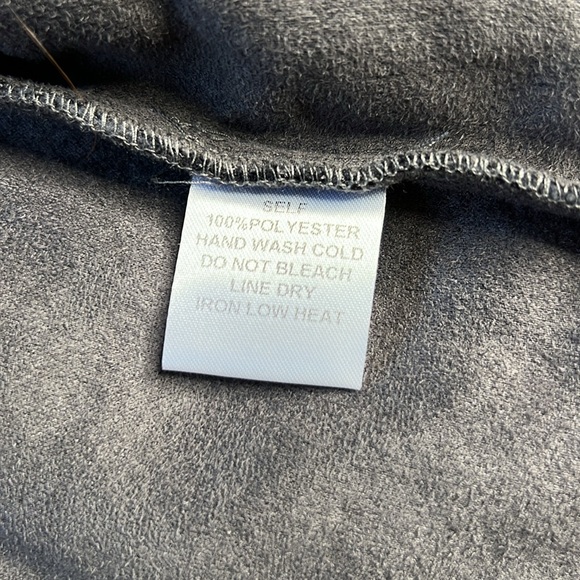 SELF
100%POLYESTER
HAND WASH COLD
DO NOT BLEACH
LINE DRY
IRON LOW HEAT